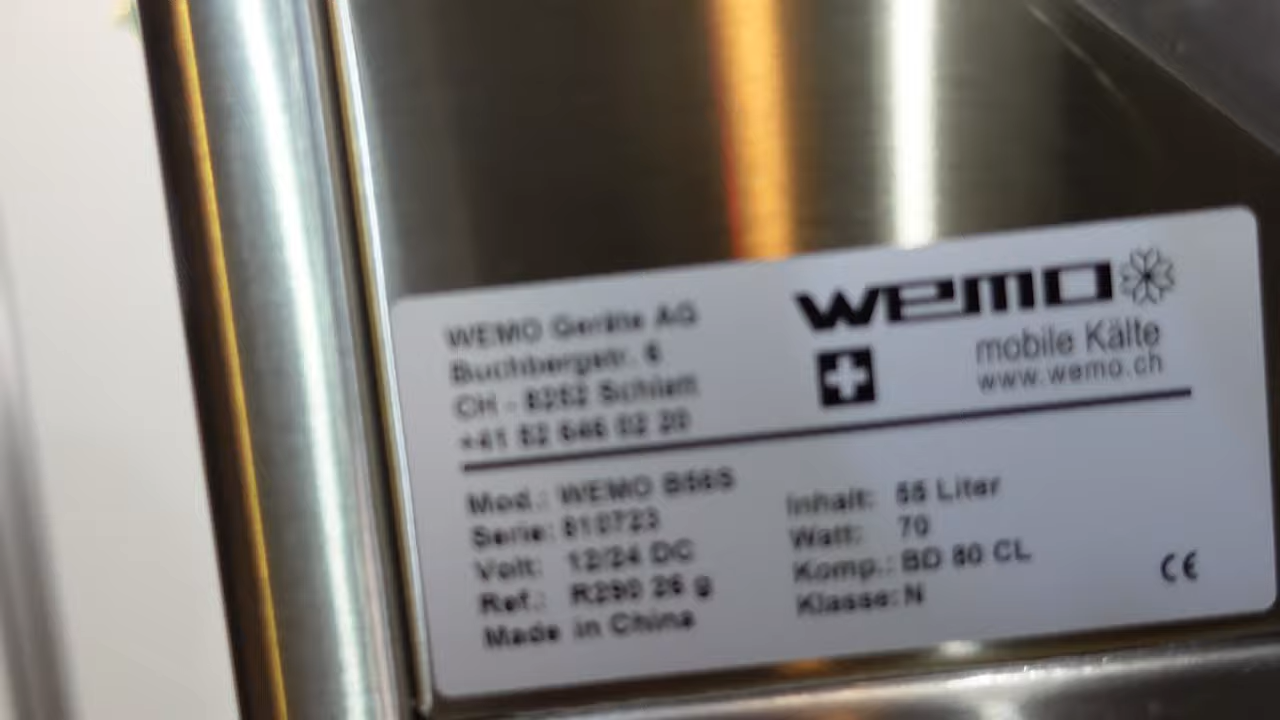 WEMO Geräte AG
Buchbergstr. 6
CH - 8252 Schlatt
+41 52 646 02 20
wemo
mobile Kälte
www.wemo.ch
Mod.: WEMO
Serie: 810723
Volt: 12/24 DC
Ref.: R290 26 g
Made in China
Inhalt: 55 Liter
Watt: 70
Komp.: BD 80 CL
Klasse: N
CE